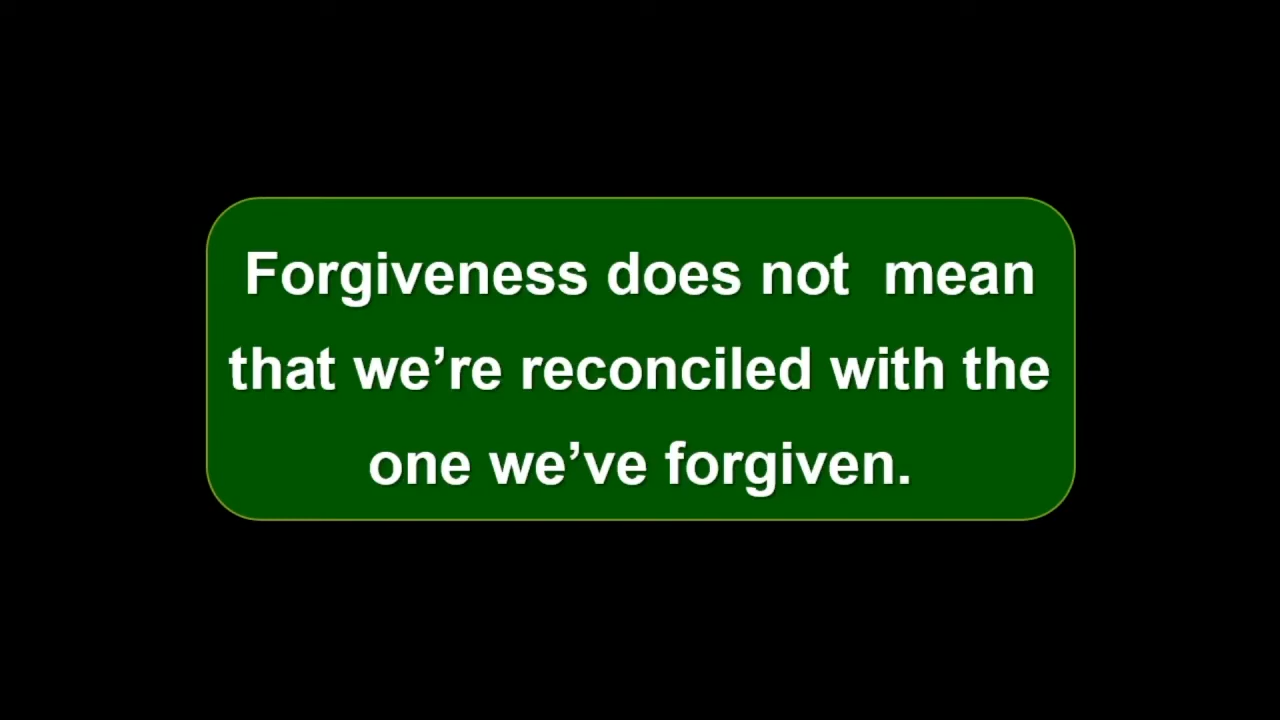 Forgiveness does not  mean
that we’re reconciled with the
one we’ve forgiven.